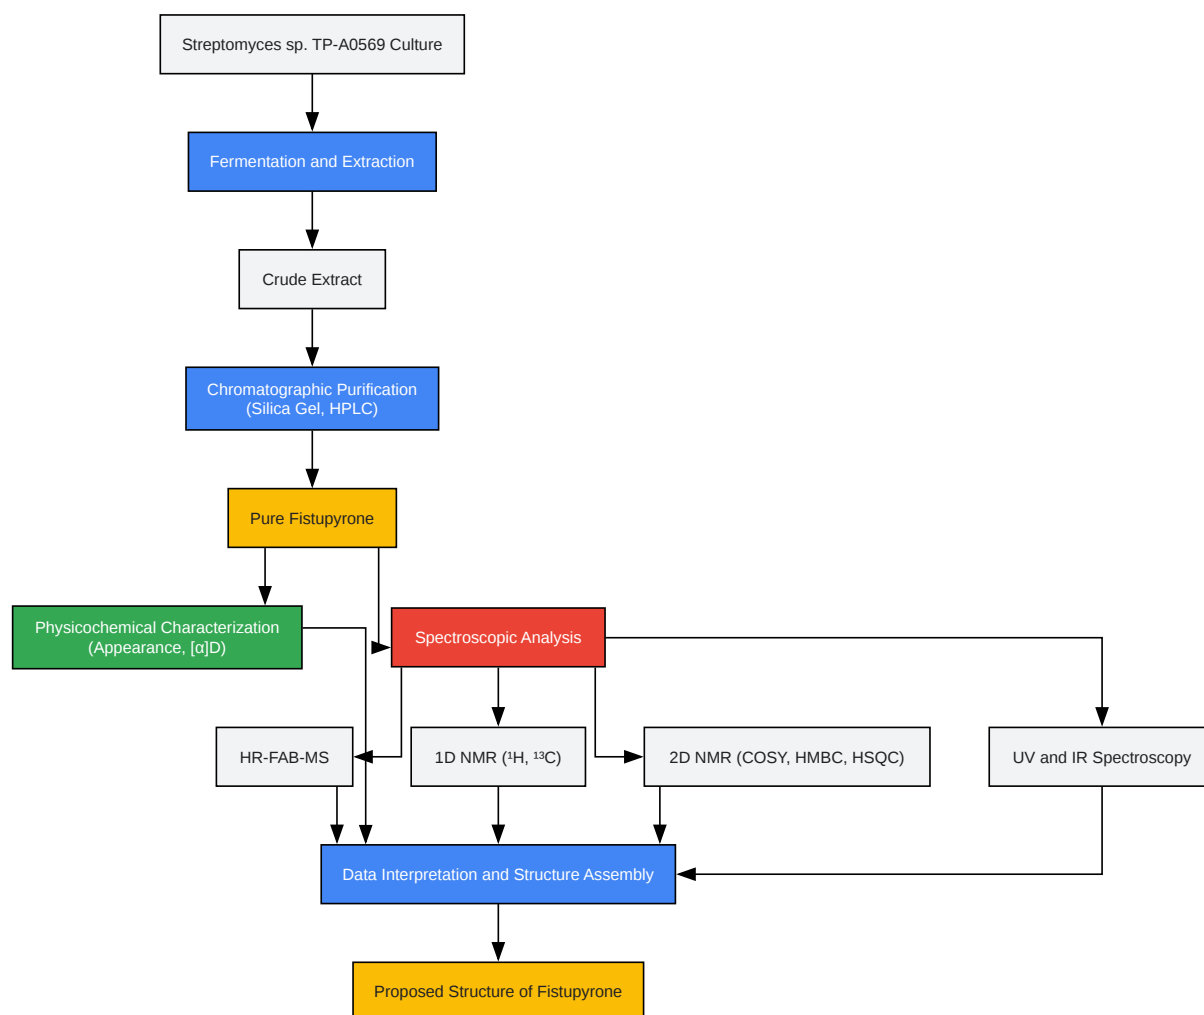 Streptomyces sp. TP-A0569 Culture
Fermentation and Extraction
Crude Extract
Chromatographic Purification
(Silica Gel, HPLC)
Pure Fistupyrone
Physicochemical Characterization
(Appearance, [α]D)
Spectroscopic Analysis
HR-FAB-MS
1D NMR (¹H, ¹³C)
2D NMR (COSY, HMBC, HSQC)
UV and IR Spectroscopy
Data Interpretation and Structure Assembly
Proposed Structure of Fistupyrone